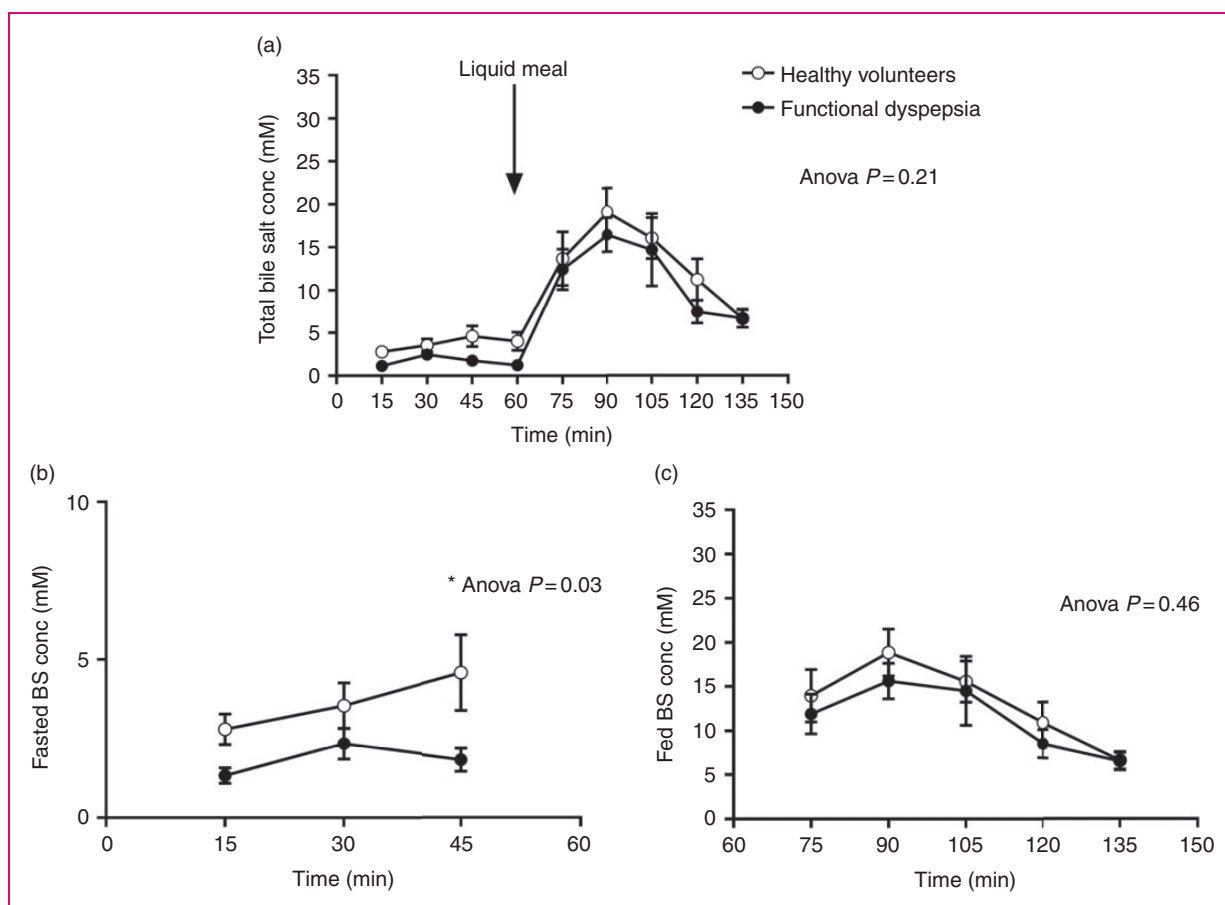 (a)
Liquid meal
Healthy volunteers
Functional dyspepsia
Anova P=0.21
Total bile salt conc (mM)
35
30
25
20
15
10
5
0
0 15 30 45 60 75 90 105 120 135 150
Time (min)
(b)
* Anova P=0.03
Fasted BS conc (mM)
10
5
0
0 15 30 45 60
Time (min)
(c)
Anova P=0.46
Fed BS conc (mM)
35
30
25
20
15
10
5
0
60 75 90 105 120 135 150
Time (min)